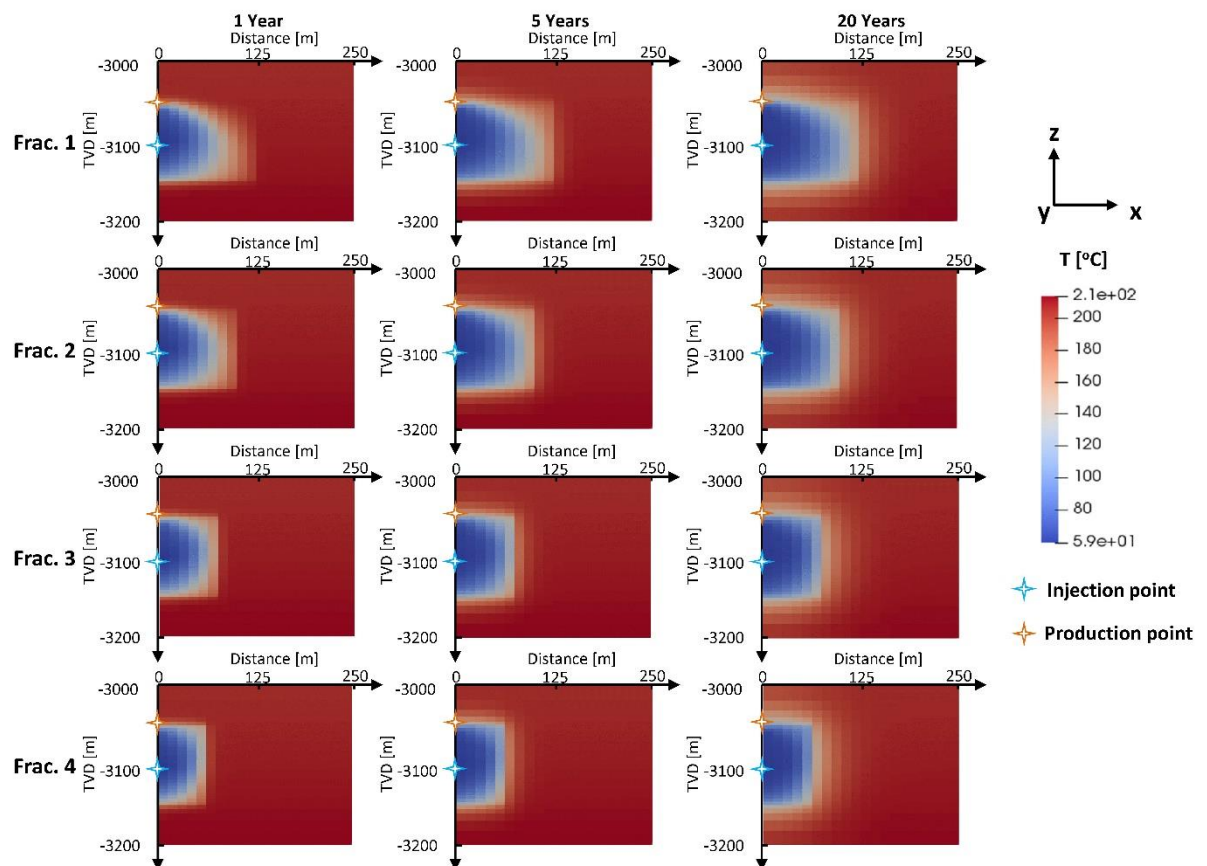 1 Year 5 Years 20 Years
Distance [m] Distance [m] Distance [m]
0 125 250 0 125 250 0 125 250
-3000 -3000 -3000
Frac. 1 TVD [m] -3100 TVD [m] -3100 TVD [m] -3100
-3200 -3200 -3200
Distance [m] Distance [m] Distance [m]
0 125 250 0 125 250 0 125 250
-3000 -3000 -3000
Frac. 2 TVD [m] -3100 TVD [m] -3100 TVD [m] -3100
-3200 -3200 -3200
Distance [m] Distance [m] Distance [m]
0 125 250 0 125 250 0 125 250
-3000 -3000 -3000
Frac. 3 TVD [m] -3100 TVD [m] -3100 TVD [m] -3100
-3200 -3200 -3200
Distance [m] Distance [m] Distance [m]
0 125 250 0 125 250 0 125 250
-3000 -3000 -3000
Frac. 4 TVD [m] -3100 TVD [m] -3100 TVD [m] -3100
-3200 -3200 -3200
z
y x
T [°C]
2.1e+02
200
180
160
140
120
100
80
5.9e+01
Injection point
Production point